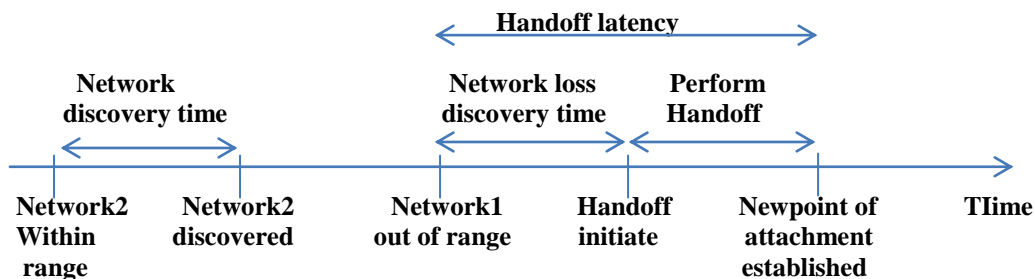 Handoff latency
Network
discovery time
Network loss
discovery time
Perform
Handoff
Network2
Within
range
Network2
discovered
Network1
out of range
Handoff
initiate
Newpoint of
attachment
established
TIime